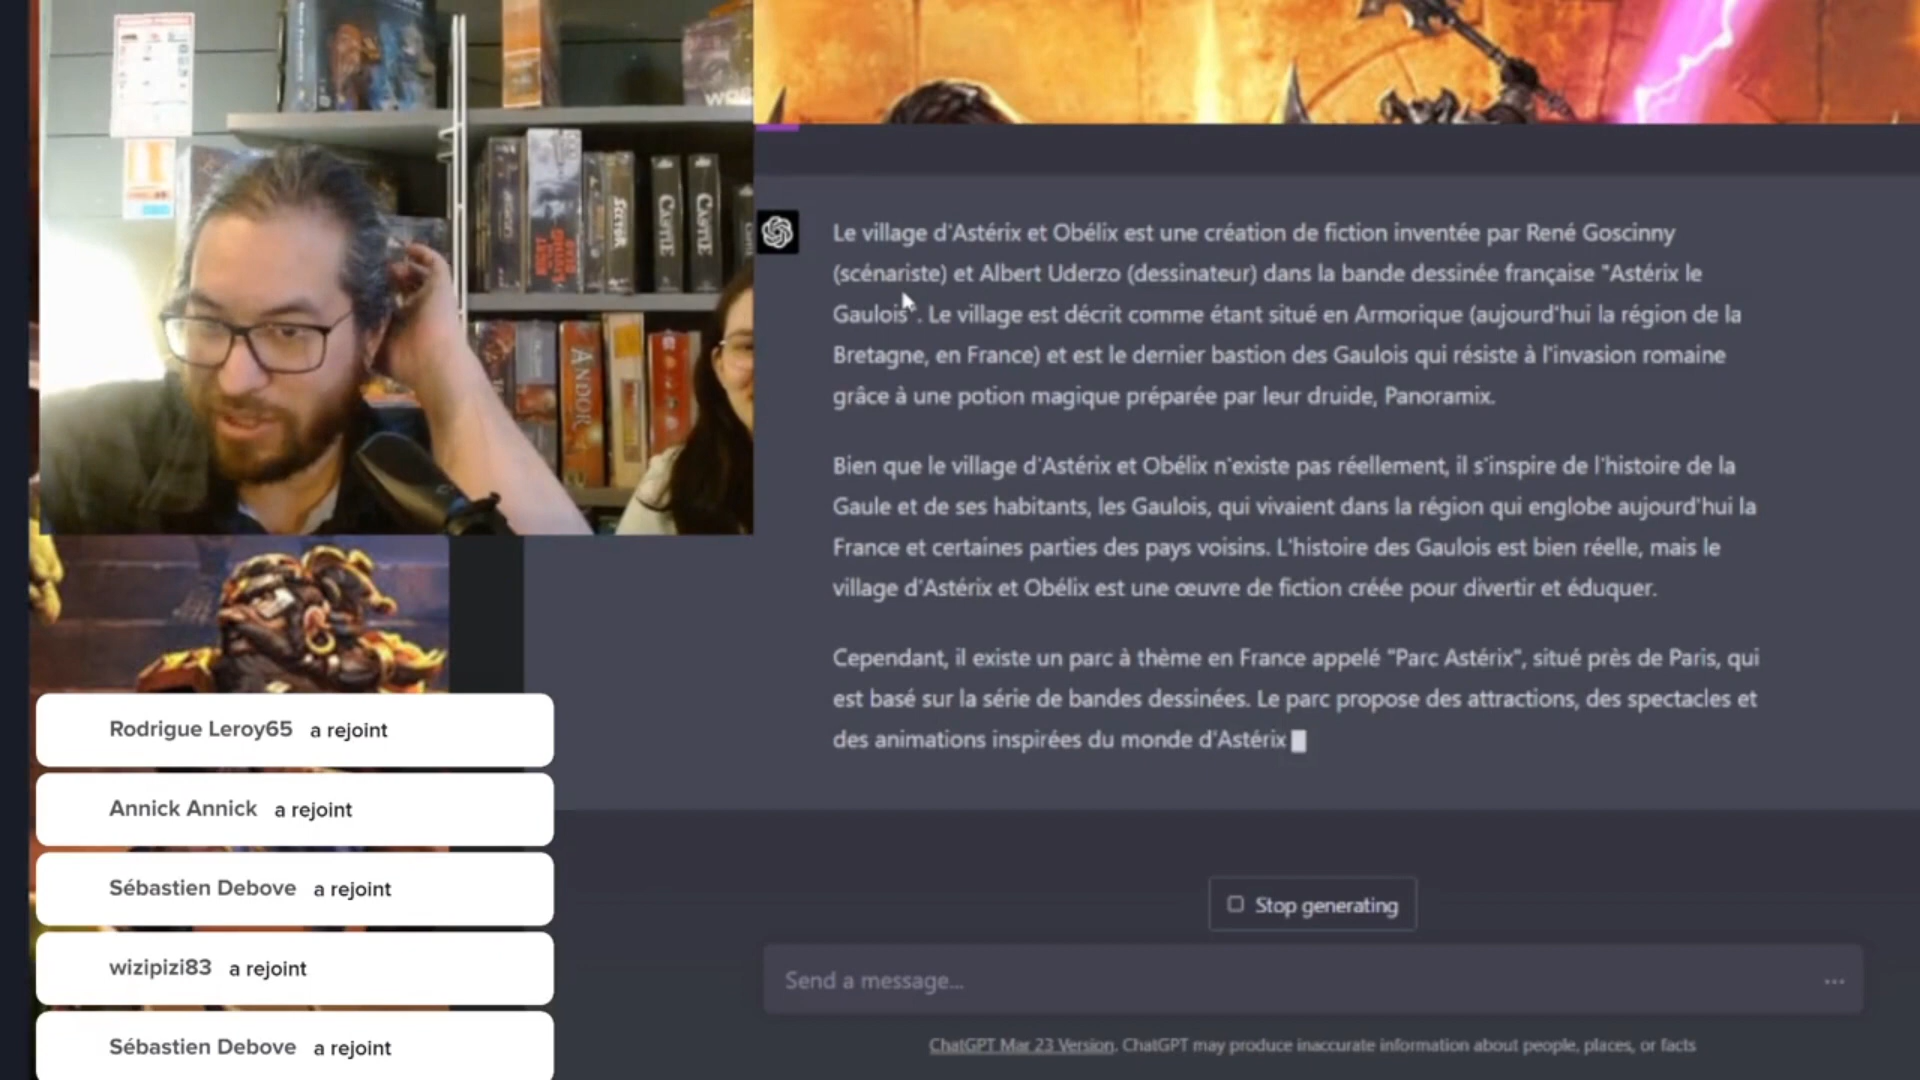 SECTOR
CASTLE
CASTLE
ANDOR
Le village d'Astérix et Obélix est une création de fiction inventée par René Goscinny
(scénariste) et Albert Uderzo (dessinateur) dans la bande dessinée française "Astérix le
Gaulois". Le village est décrit comme étant situé en Armorique (aujourd'hui la région de la
Bretagne, en France) et est le dernier bastion des Gaulois qui résiste à l'invasion romaine
grâce à une potion magique préparée par leur druide, Panoramix.
Bien que le village d'Astérix et Obélix n'existe pas réellement, il s'inspire de l'histoire de la
Gaule et de ses habitants, les Gaulois, qui vivaient dans la région qui englobe aujourd'hui la
France et certaines parties des pays voisins. L'histoire des Gaulois est bien réelle, mais le
village d'Astérix et Obélix est une œuvre de fiction créée pour divertir et éduquer.
Cependant, il existe un parc à thème en France appelé "Parc Astérix", situé près de Paris, qui
est basé sur la série de bandes dessinées. Le parc propose des attractions, des spectacles et
des animations inspirées du monde d'Astérix
Rodrigue Leroy65 a rejoint
Annick Annick a rejoint
Sébastien Debove a rejoint
wizipizi83 a rejoint
Sébastien Debove a rejoint
Stop generating
Send a message...
ChatGPT Mar 23 Version. ChatGPT may produce inaccurate information about people, places, or facts